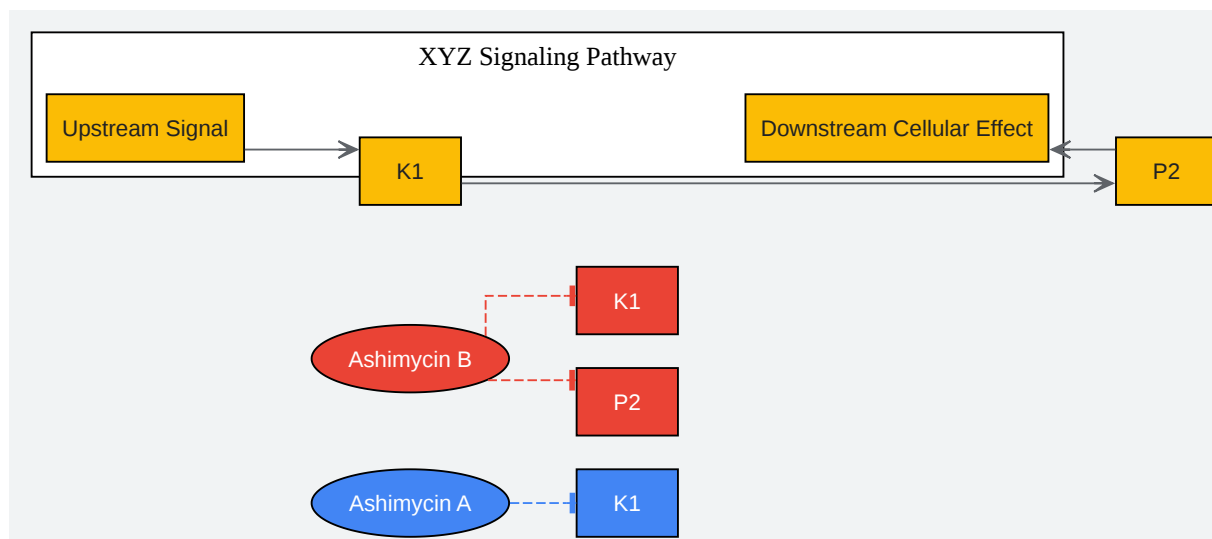 XYZ Signaling Pathway
Upstream Signal
Downstream Cellular Effect
K1
P2
K1
Ashimycin B
P2
Ashimycin A
K1